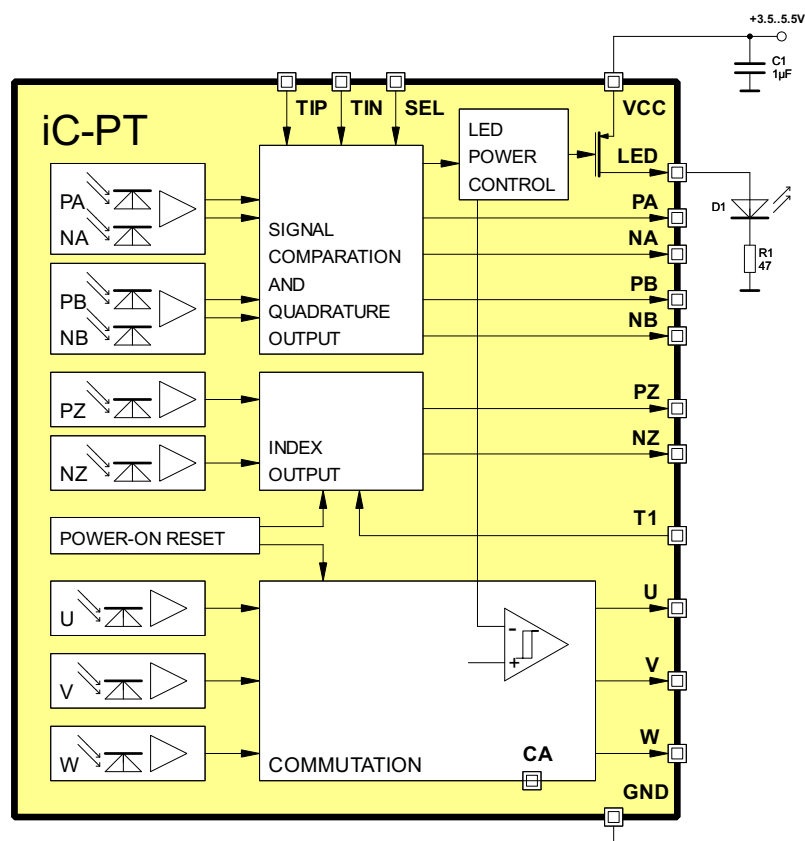 +3.5..5.5V
C1
1µF
iC-PT
TIP TIN SEL
VCC
LED
POWER
CONTROL
LED
PA
NA
SIGNAL
COMPARATION
AND
QUADRATURE
OUTPUT
PA
NA
D1
R1
47
PB
NB
PB
NB
PZ
NZ
INDEX
OUTPUT
PZ
NZ
POWER-ON RESET
T1
U
V
W
-
+
COMMUTATION
CA
U
V
W
GND